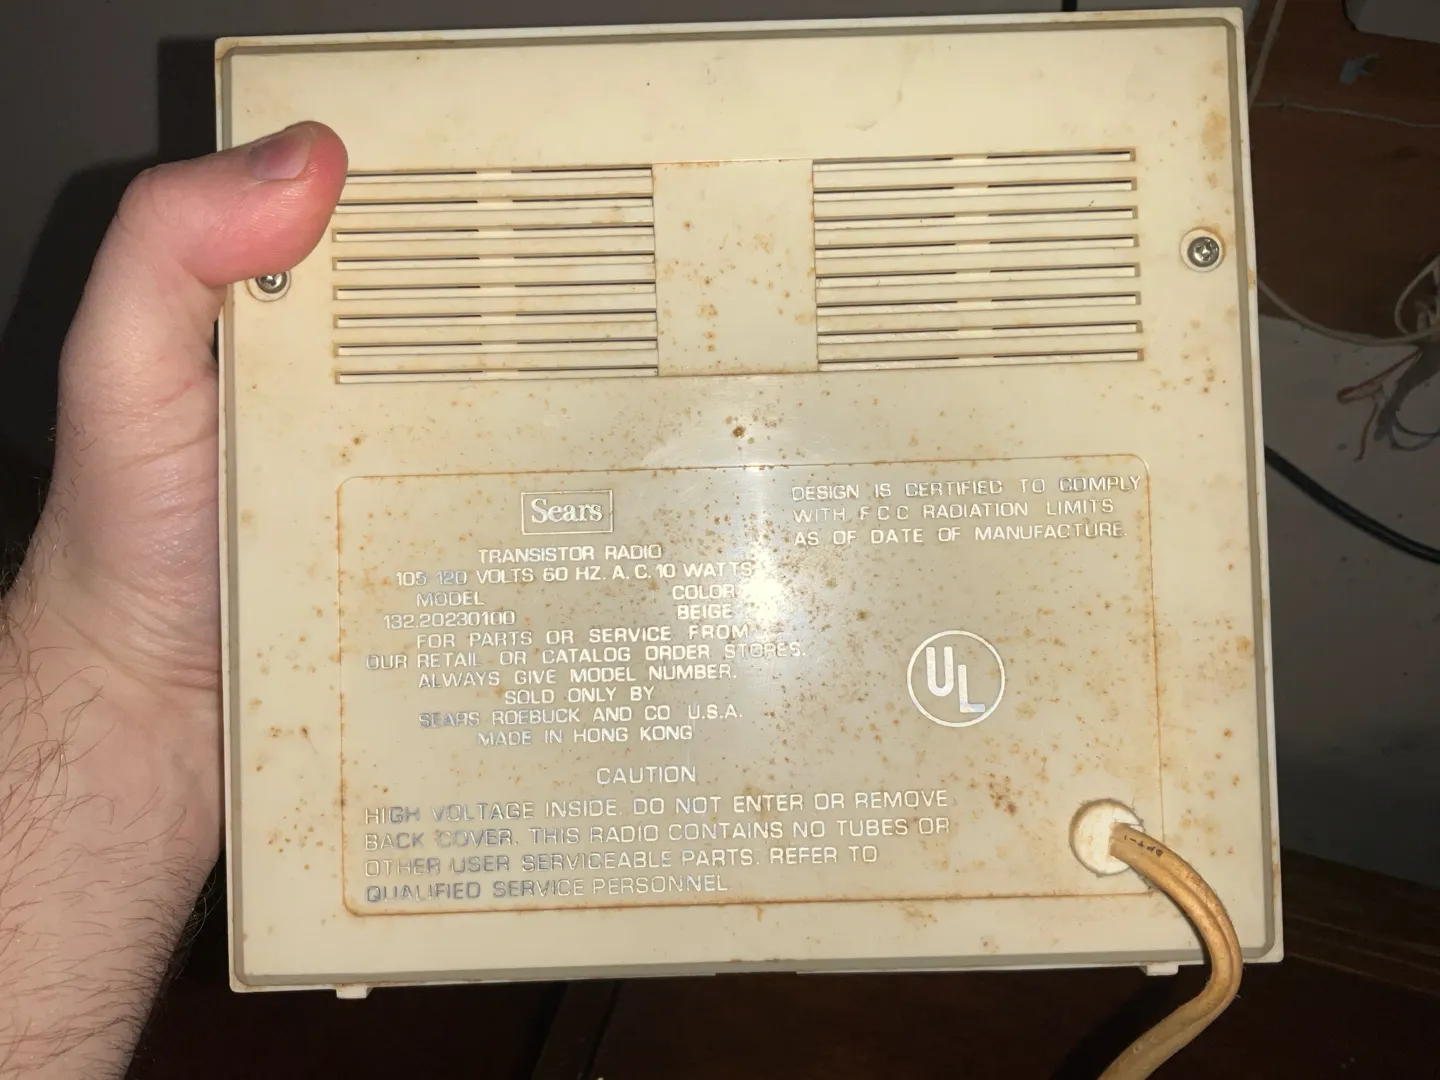 Sears
TRANSISTOR RADIO
105 120 VOLTS 60 HZ. A.C. 10 WATTS
MODEL COLOR
132.20230100 BEIGE
FOR PARTS OR SERVICE FROM
OUR RETAIL OR CATALOG ORDER STORES.
ALWAYS GIVE MODEL NUMBER.
SOLD ONLY BY
SEARS ROEBUCK AND CO U.S.A.
MADE IN HONG KONG
DESIGN IS CERTIFIED TO COMPLY
WITH F C C RADIATION LIMITS
AS OF DATE OF MANUFACTURE.
UL
CAUTION
HIGH VOLTAGE INSIDE. DO NOT ENTER OR REMOVE
BACK COVER. THIS RADIO CONTAINS NO TUBES OR
OTHER USER SERVICEABLE PARTS. REFER TO
QUALIFIED SERVICE PERSONNEL